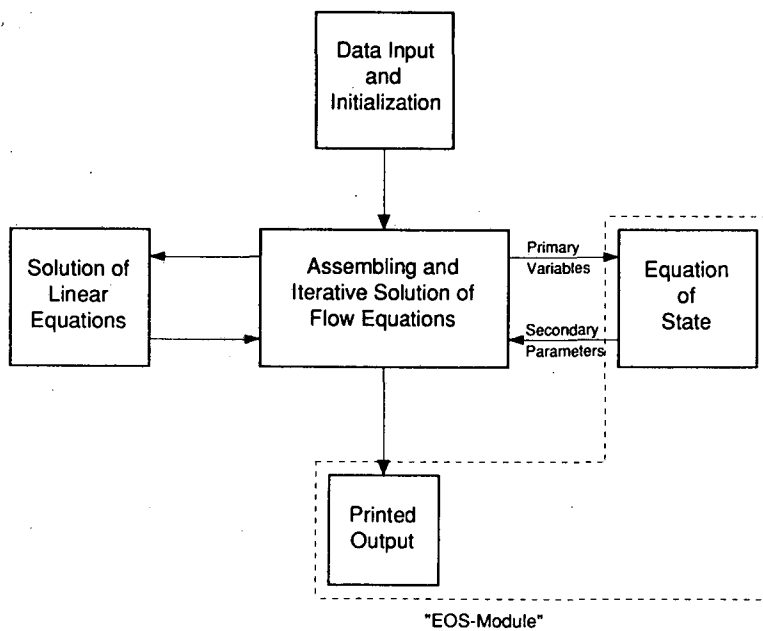 Data Input
and
Initialization
Solution of
Linear
Equations
Assembling and
Iterative Solution of
Flow Equations
Primary
Variables
Secondary
Parameters
Equation
of
State
Printed
Output
"EOS-Module"